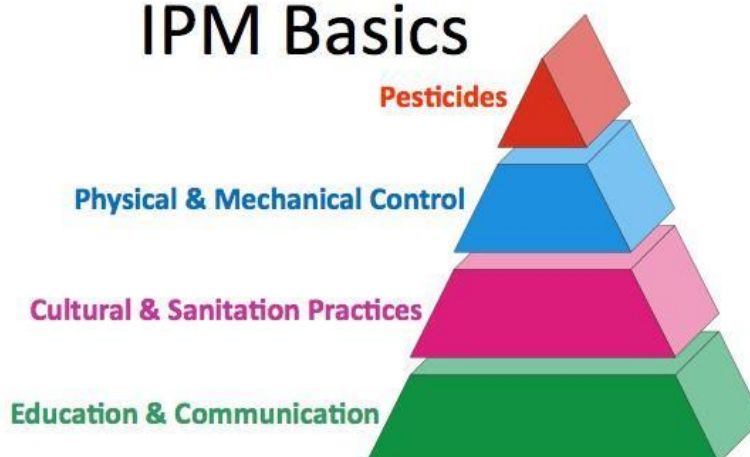 IPM Basics
Pesticides
Physical & Mechanical Control
Cultural & Sanitation Practices
Education & Communication